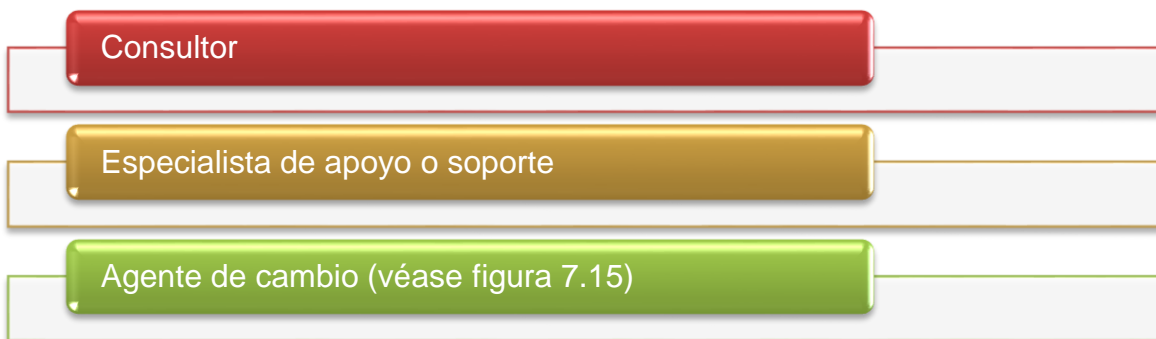 Consultor
Especialista de apoyo o soporte
Agente de cambio (véase figura 7.15)